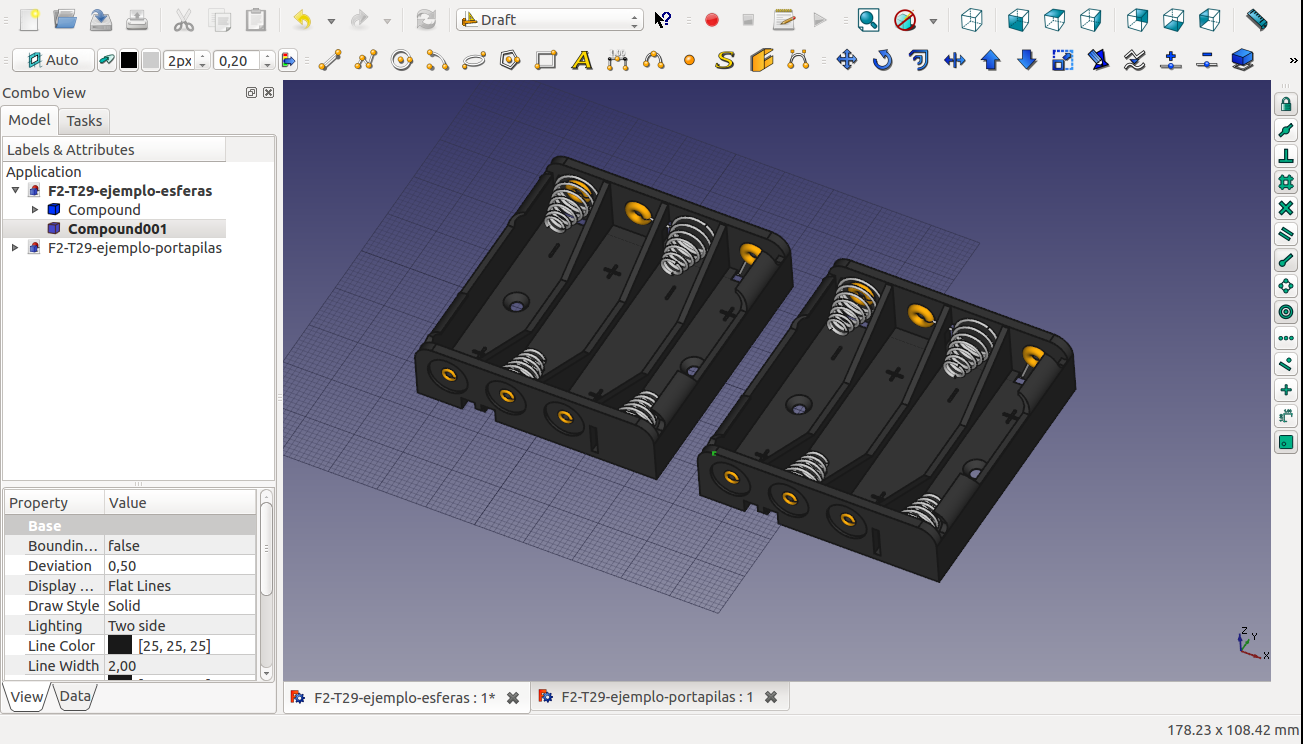 Draft
Auto
2px
0,20
A
S
»
Combo View
Model
Tasks
Labels & Attributes
Application
F2-T29-ejemplo-esferas
Compound
Compound001
F2-T29-ejemplo-portapilas
Property Value
Base
Boundin... false
Deviation 0,50
Display ... Flat Lines
Draw Style Solid
Lighting Two side
Line Color [25, 25, 25]
Line Width 2,00
View
Data
Z
Y
X
F2-T29-ejemplo-esferas : 1*
F2-T29-ejemplo-portapilas : 1
178.23 x 108.42 mm